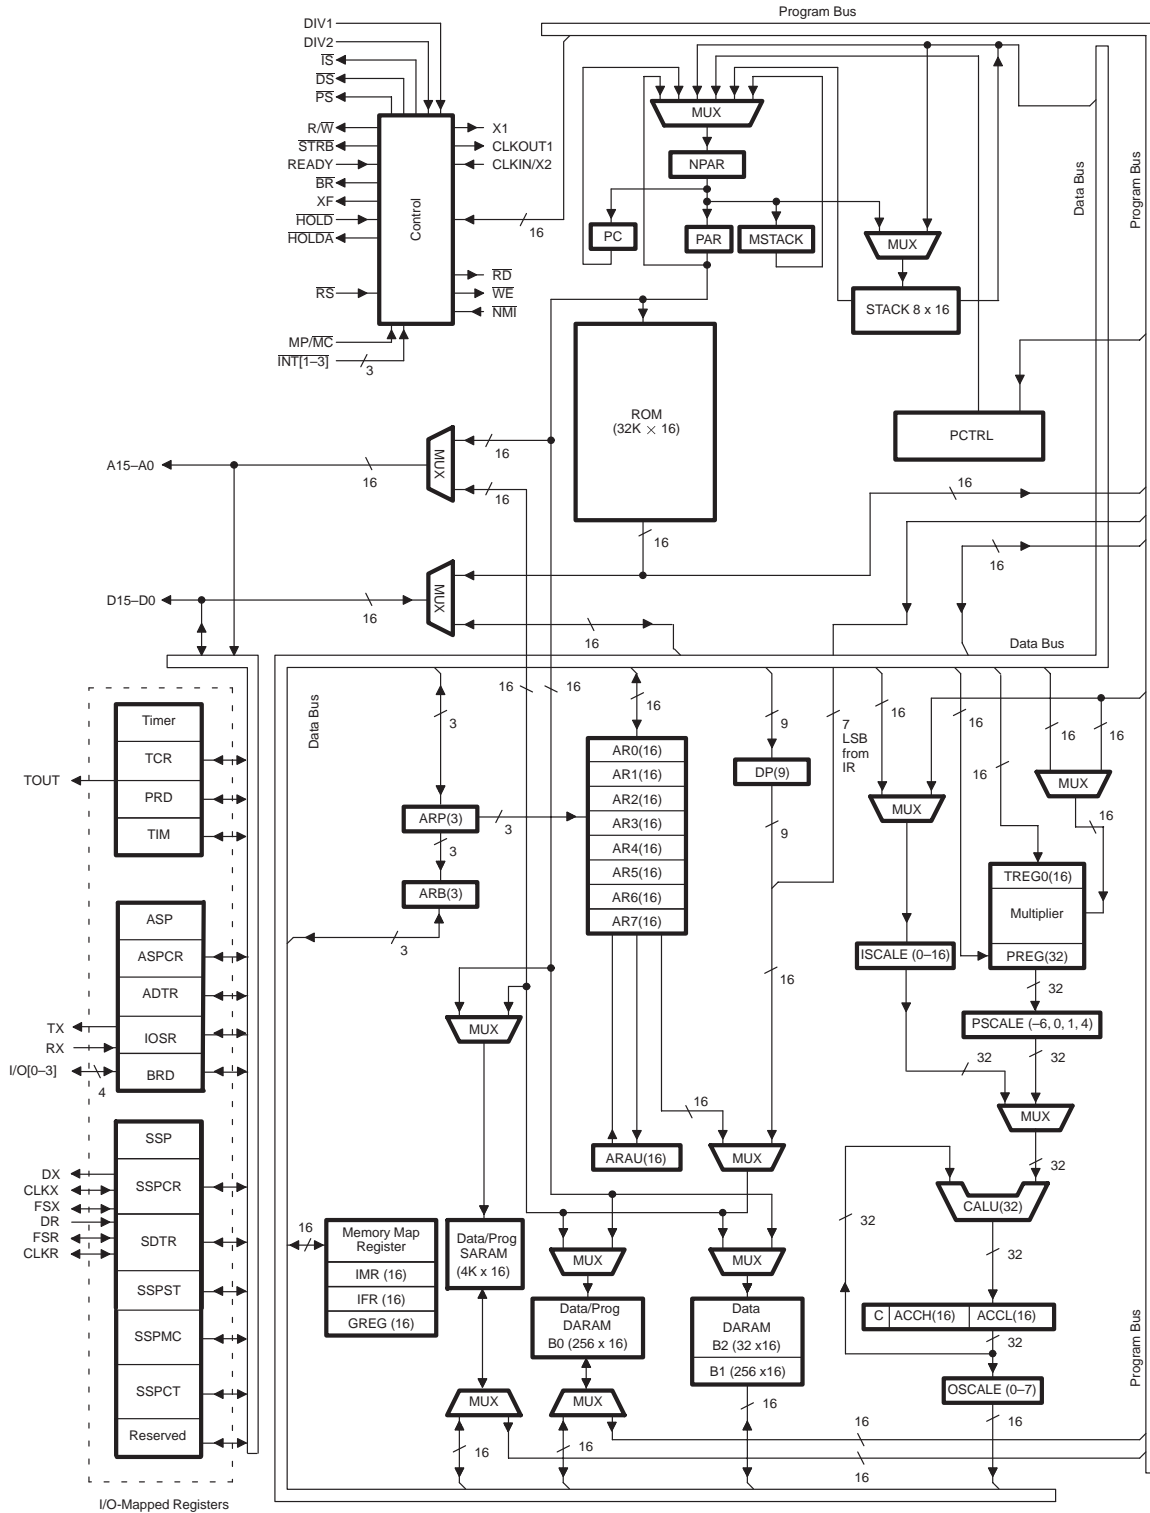 Program Bus
DIV1
DIV2
IS
DS
PS
R/W
STRB
READY
BR
XF
HOLD
HOLDA
RS
MP/MC
INT[1–3]
3
Control
X1
CLKOUT1
CLKIN/X2
16
RD
WE
NMI
MUX
NPAR
PC
PAR
MSTACK
MUX
STACK 8 x 16
Data Bus
Program Bus
ROM
(32K × 16)
PCTRL
A15–A0
16
MUX
16
16
16
16
D15–D0
16
MUX
16
16
Data Bus
Timer
TCR
PRD
TIM
TOUT
ASP
ASPCR
ADTR
IOSR
BRD
TX
RX
I/O[0–3]
4
SSP
SSPCR
SDTR
SSPST
SSPMC
SSPCT
Reserved
DX
CLKX
FSX
DR
FSR
CLKR
I/O-Mapped Registers
Data Bus
16
16
3
ARP(3)
3
3
ARB(3)
3
16
AR0(16)
AR1(16)
AR2(16)
AR3(16)
AR4(16)
AR5(16)
AR6(16)
AR7(16)
9
DP(9)
9
7
LSB
from
IR
16
16
16
16
16
16
MUX
MUX
16
TREG0(16)
Multiplier
PREG(32)
ISCALE (0–16)
32
PSCALE (–6, 0, 1, 4)
32
32
MUX
32
CALU(32)
32
32
C
ACCH(16)
ACCL(16)
32
OSCALE (0–7)
16
MUX
16
ARAU(16)
MUX
16
Memory Map
Register
IMR (16)
IFR (16)
GREG (16)
Data/Prog
SARAM
(4K x 16)
MUX
MUX
Data/Prog
DARAM
B0 (256 x 16)
Data
DARAM
B2 (32 x16)
B1 (256 x16)
MUX
MUX
16
16
16
16
16
Program Bus